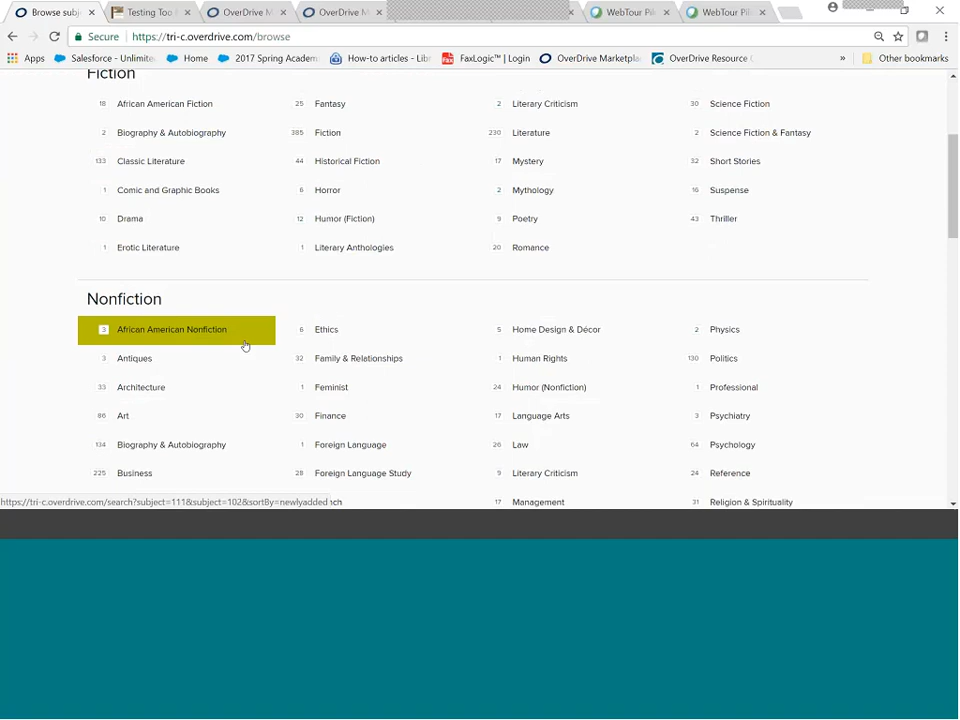 Browse subj
Testing Too
OverDrive M
OverDrive M
WebTour Pil
WebTour Pil
Secure
https://tri-c.overdrive.com/browse
Apps
Salesforce - Unlimite
Home
2017 Spring Academ
How-to articles - Libr
FaxLogic™ | Login
OverDrive Marketpla
OverDrive Resource C
»
Other bookmarks
Fiction
18 African American Fiction
25 Fantasy
2 Literary Criticism
30 Science Fiction
2 Biography & Autobiography
385 Fiction
230 Literature
2 Science Fiction & Fantasy
133 Classic Literature
44 Historical Fiction
17 Mystery
32 Short Stories
1 Comic and Graphic Books
6 Horror
2 Mythology
16 Suspense
10 Drama
12 Humor (Fiction)
9 Poetry
43 Thriller
1 Erotic Literature
1 Literary Anthologies
20 Romance
Nonfiction
3 African American Nonfiction
6 Ethics
5 Home Design & Décor
2 Physics
3 Antiques
32 Family & Relationships
1 Human Rights
130 Politics
33 Architecture
1 Feminist
24 Humor (Nonfiction)
1 Professional
86 Art
30 Finance
17 Language Arts
3 Psychiatry
134 Biography & Autobiography
1 Foreign Language
26 Law
64 Psychology
225 Business
28 Foreign Language Study
9 Literary Criticism
24 Reference
https://tri-c.overdrive.com/search?subject=111&subject=102&sortBy=newlyadded
17 Management
31 Religion & Spirituality